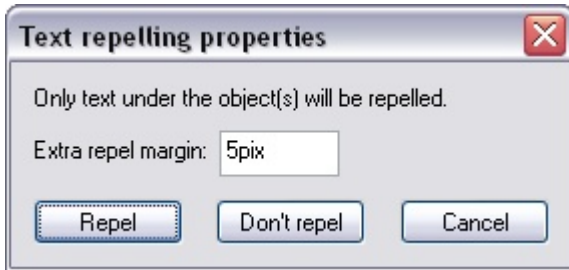 Text repelling properties
Only text under the object(s) will be repelled.
Extra repel margin: 5pix
Repel Don't repel Cancel